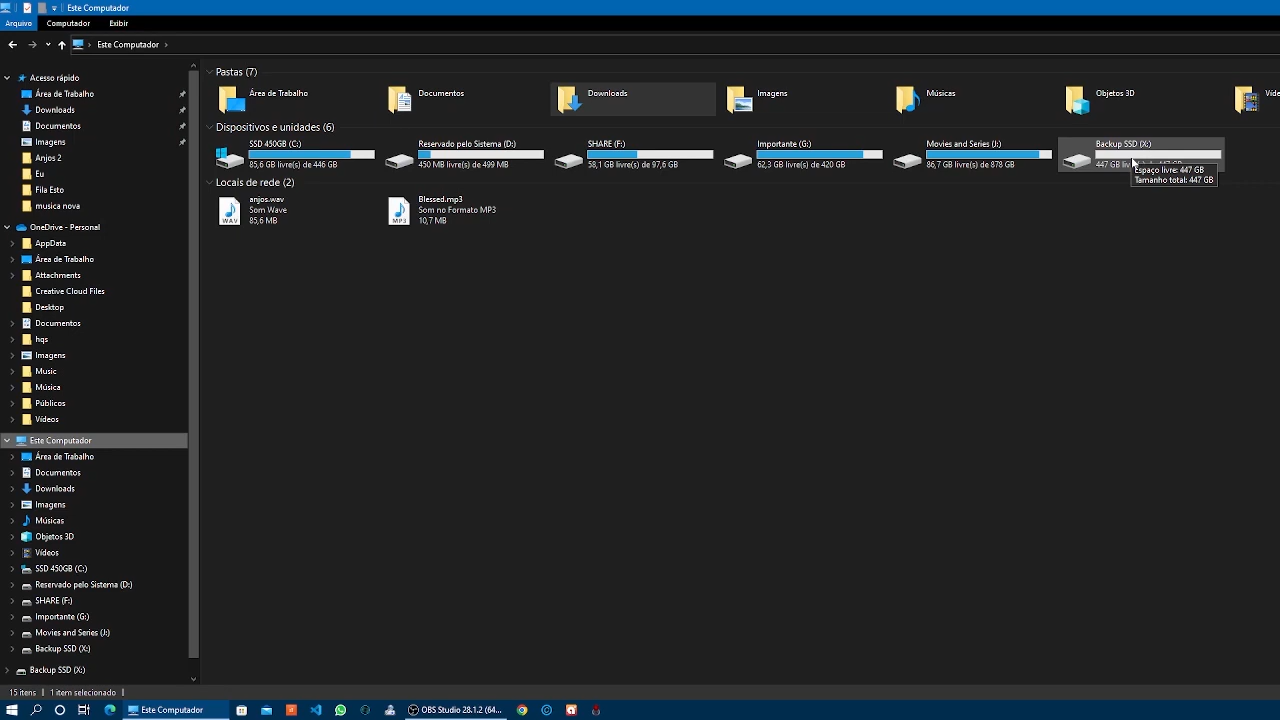 Este Computador
Arquivo Computador Exibir
Este Computador
Acesso rápido
Área de Trabalho
Downloads
Documentos
Imagens
Anjos 2
Eu
Fila Esto
musica nova
OneDrive - Personal
AppData
Área de Trabalho
Attachments
Creative Cloud Files
Desktop
Documentos
hqs
Imagens
Music
Música
Públicos
Vídeos
Este Computador
Área de Trabalho
Documentos
Downloads
Imagens
Músicas
Objetos 3D
Vídeos
SSD 450GB (C:)
Reservado pelo Sistema (D:)
SHARE (F:)
Importante (G:)
Movies and Series (J:)
Backup SSD (X:)
Backup SSD (X:)
Pastas (7)
Área de Trabalho
Documentos
Downloads
Imagens
Músicas
Objetos 3D
Dispositivos e unidades (6)
SSD 450GB (C:)
85,6 GB livre(s) de 446 GB
Reservado pelo Sistema (D:)
450 MB livre(s) de 499 MB
SHARE (F:)
58,1 GB livre(s) de 97,6 GB
Importante (G:)
62,3 GB livre(s) de 420 GB
Movies and Series (J:)
86,7 GB livre(s) de 878 GB
Backup SSD (X:)
447 GB
Espaço livre: 447 GB
Tamanho total: 447 GB
Locais de rede (2)
WAV
anjos.wav
Som Wave
85,6 MB
MP3
Blessed.mp3
Som no Formato MP3
10,7 MB
15 itens 1 item selecionado
Este Computador
OBS Studio 28.1.2 (64...